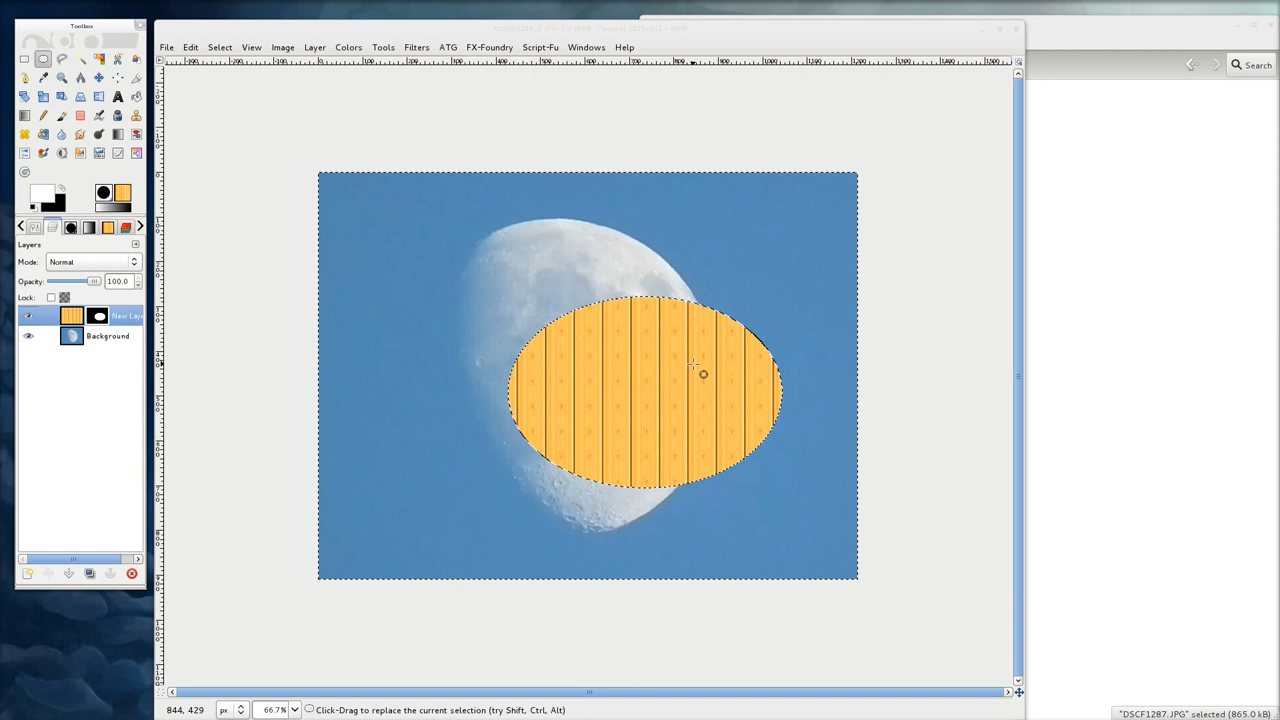 Toolbox
File Edit Select View Image Layer Colors Tools Filters ATG FX-Foundry Script-Fu Windows Help
Search
Layers
Mode: Normal
Opacity: 100.0
Lock:
New Lay
Background
844, 429 px 66.7% Click-Drag to replace the current selection (try Shift, Ctrl, Alt)
"DSCF1287.JPG" selected (865.0 kB)